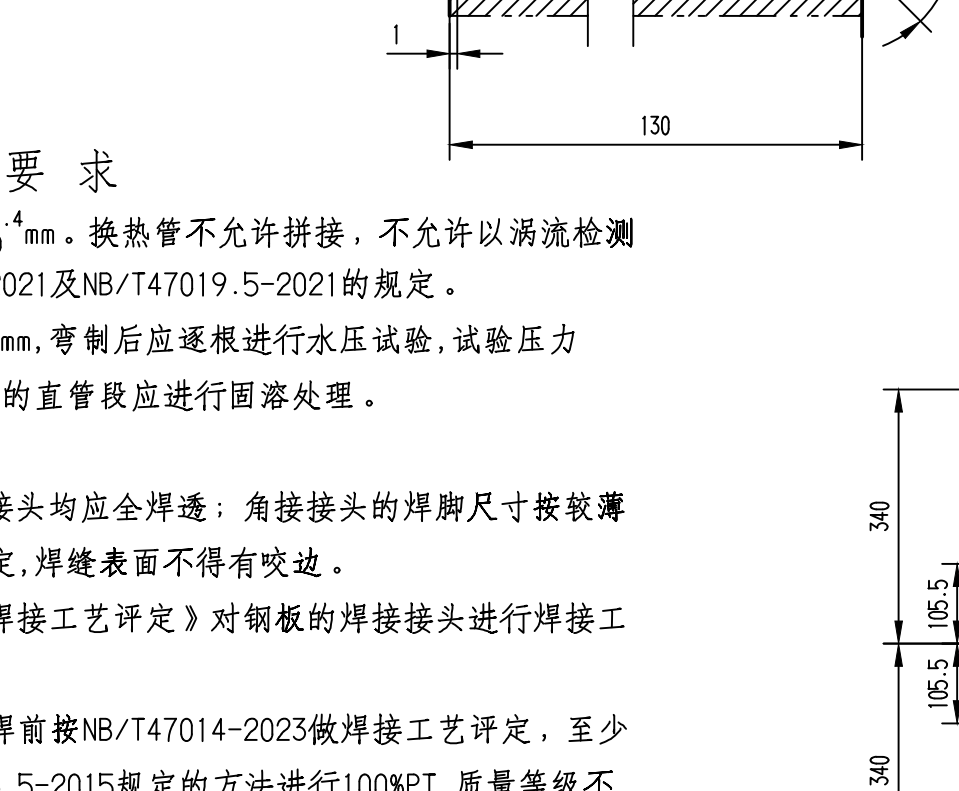 1
130
要 求
.4mm。换热管不允许拼接，不允许以涡流检测
2021及NB/T47019.5-2021的规定。
mm,弯制后应逐根进行水压试验,试验压力
的直管段应进行固溶处理。
接头均应全焊透；角接接头的焊脚尺寸按较薄
定,焊缝表面不得有咬边。
焊接工艺评定》对钢板的焊接接头进行焊接工
焊前按NB/T47014-2023做焊接工艺评定，至少
.5-2015规定的方法进行100%PT,质量等级不
340
105.5
105.5
340